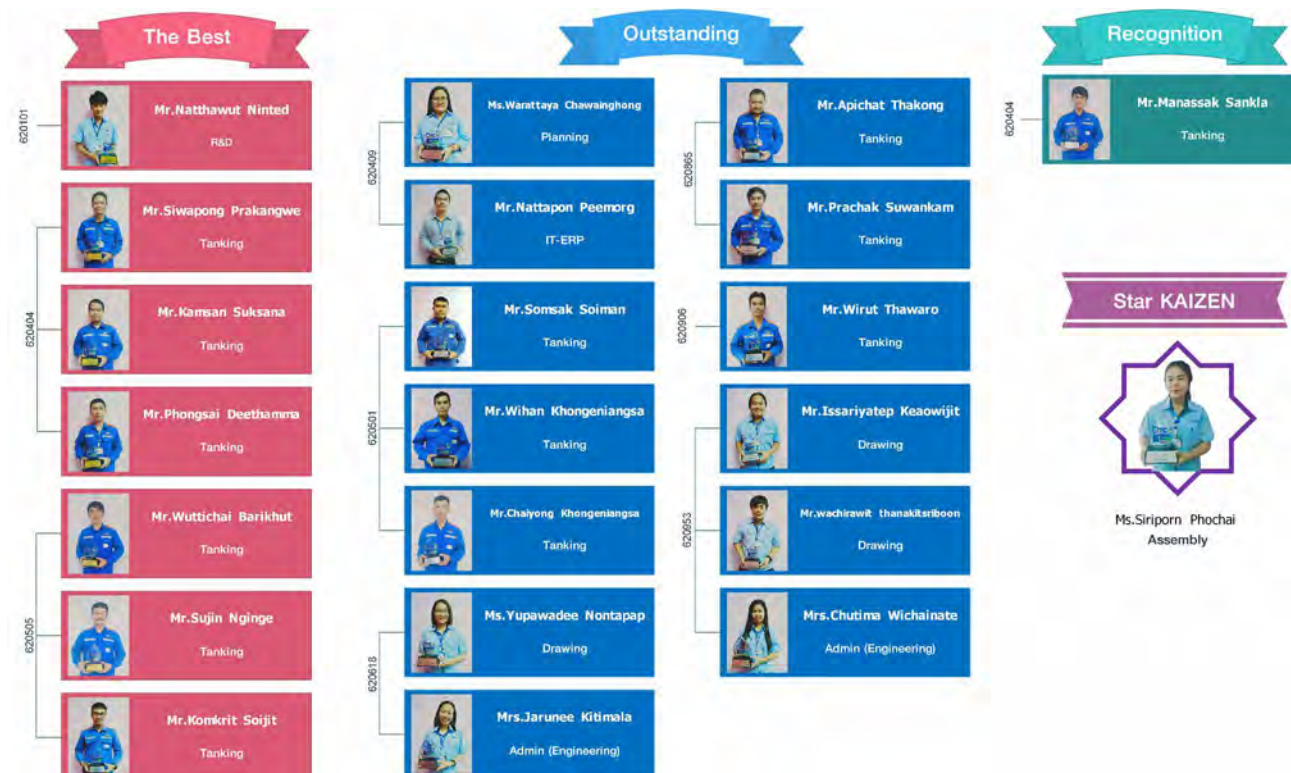 The Best
620101
Mr.Natthawut Ninted
R&D
620404
Mr.Siwapong Prakangwe
Tanking
Mr.Kamsan Suksana
Tanking
Mr.Phongsai Deethamma
Tanking
620505
Mr.Wuttichai Barikhut
Tanking
Mr.Sujin Nginge
Tanking
Mr.Komkrit Soijit
Tanking
Outstanding
620409
Ms.Warattaya Chawainghong
Planning
Mr.Nattapon Peemorg
IT-ERP
620501
Mr.Somsak Soiman
Tanking
Mr.Wihan Khongeniangsa
Tanking
Mr.Chaiyong Khongeniangsa
Tanking
620618
Ms.Yupawadee Nontapap
Drawing
Mrs.Jarunee Kitimala
Admin (Engineering)
620865
Mr.Apichat Thakong
Tanking
Mr.Prachak Suwankam
Tanking
620906
Mr.Wirut Thawaro
Tanking
620953
Mr.Issariyatep Keaowijit
Drawing
Mr.wachirawit thanakitsriboon
Drawing
Mrs.Chutima Wichainate
Admin (Engineering)
Recognition
620404
Mr.Manassak Sankla
Tanking
Star KAIZEN
Ms.Siriporn Phochai
Assembly